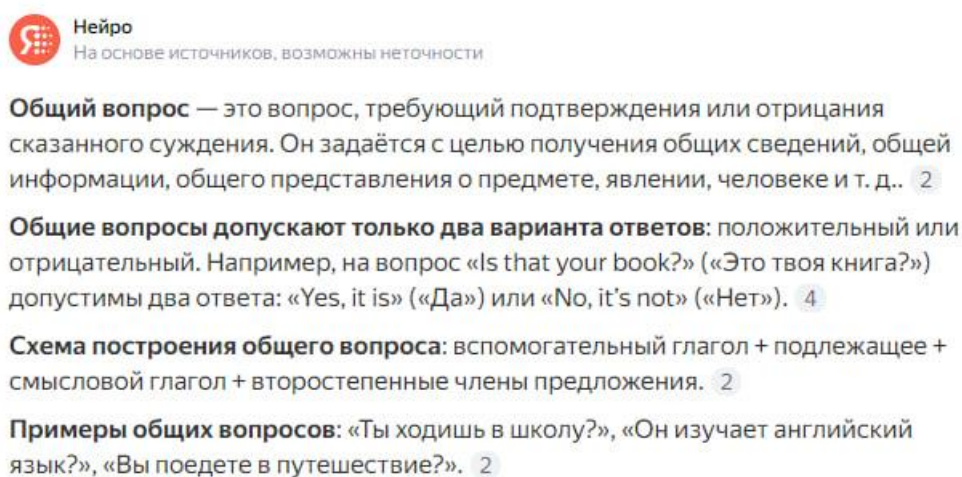 Я
Нейро
На основе источников, возможны неточности
Общий вопрос — это вопрос, требующий подтверждения или отрицания
сказанного суждения. Он задаётся с целью получения общих сведений, общей
информации, общего представления о предмете, явлении, человеке и т. д.. 2
Общие вопросы допускают только два варианта ответов: положительный или
отрицательный. Например, на вопрос «Is that your book?» («Это твоя книга?»)
допустимы два ответа: «Yes, it is» («Да») или «No, it's not» («Нет»). 4
Схема построения общего вопроса: вспомогательный глагол + подлежащее +
смысловой глагол + второстепенные члены предложения. 2
Примеры общих вопросов: «Ты ходишь в школу?», «Он изучает английский
язык?», «Вы поедете в путешествие?». 2